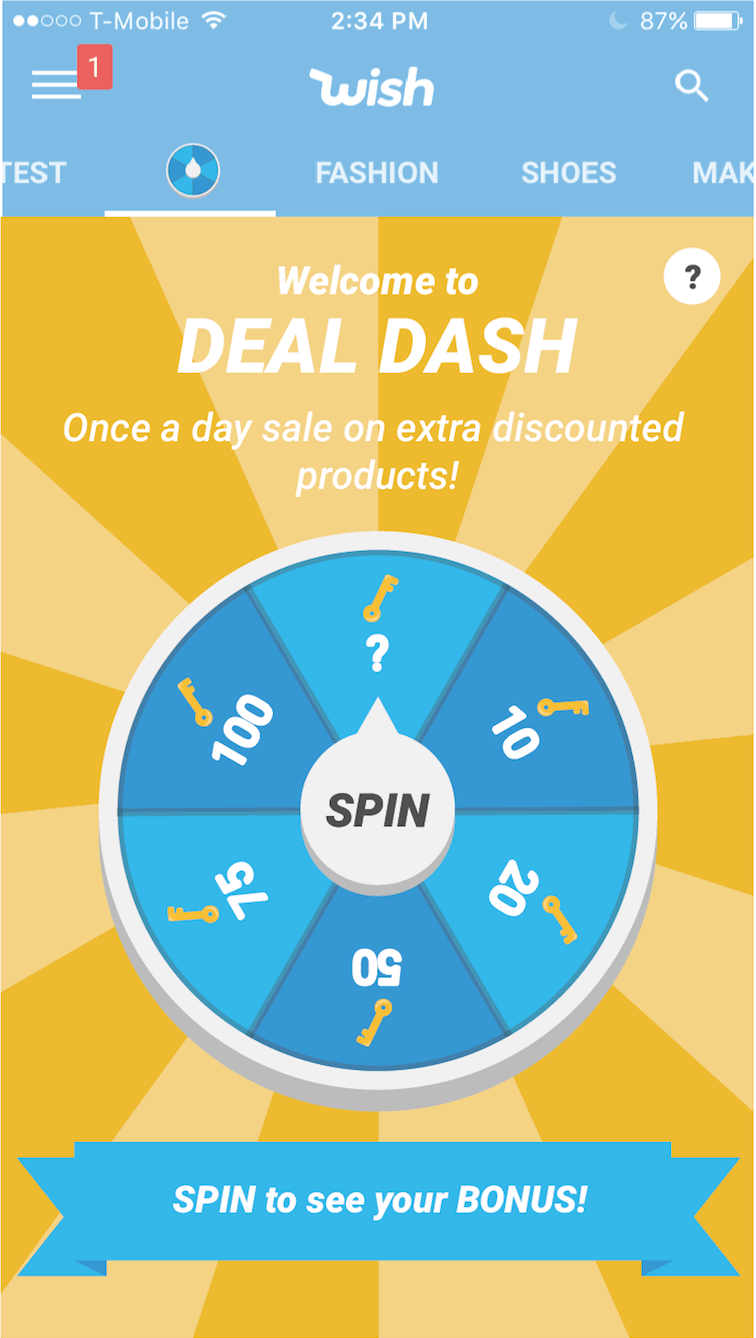 T-Mobile 2:34 PM 87%
1
wish
TEST FASHION SHOES MAK
Welcome to
?
DEAL DASH
Once a day sale on extra discounted
products!
?
100
10
SPIN
75
20
50
SPIN to see your BONUS!